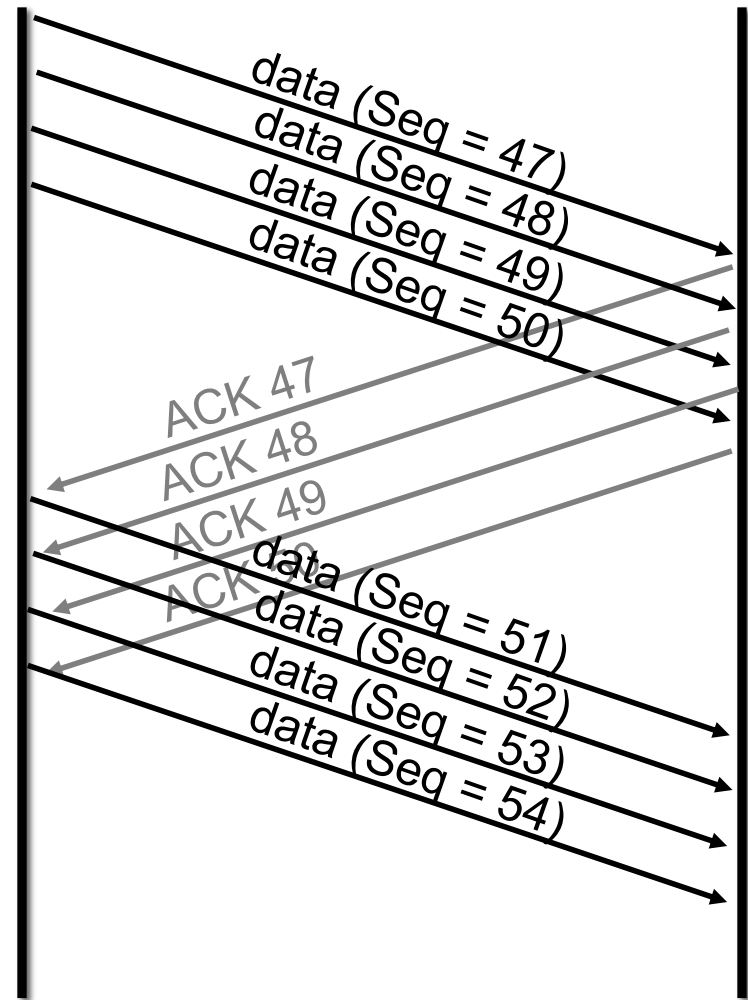 data (Seq = 47)
data (Seq = 48)
data (Seq = 49)
data (Seq = 50)
ACK 47
ACK 48
ACK 49
ACK
data (Seq = 51)
data (Seq = 52)
data (Seq = 53)
data (Seq = 54)